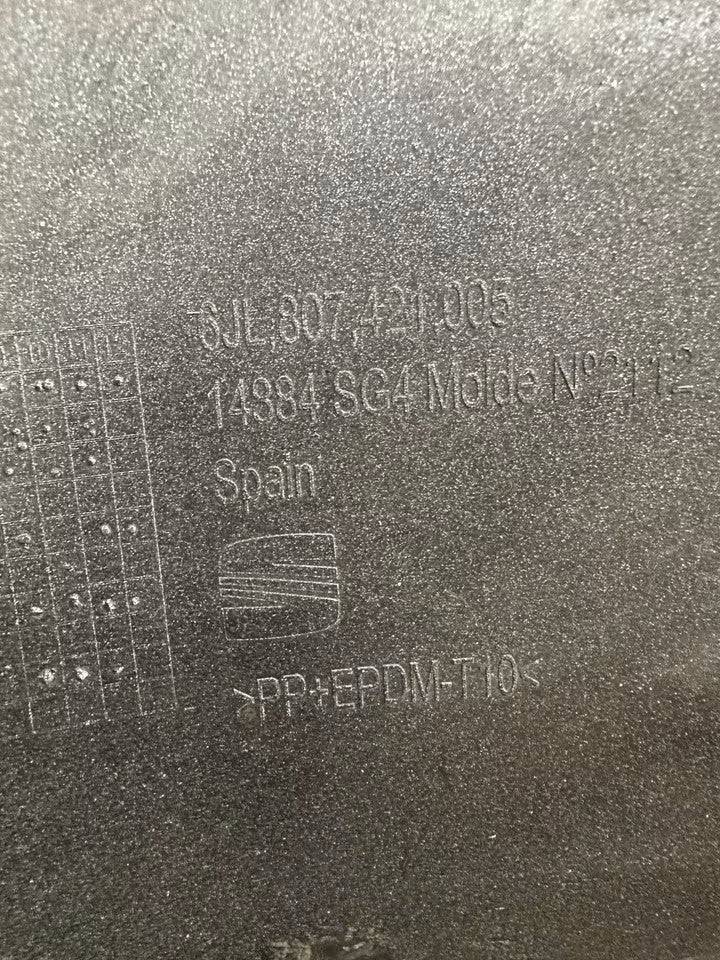 6JL,807,421.005
14884 SG4 Molde Nº2112
Spain
>PP+EPDM-T10<